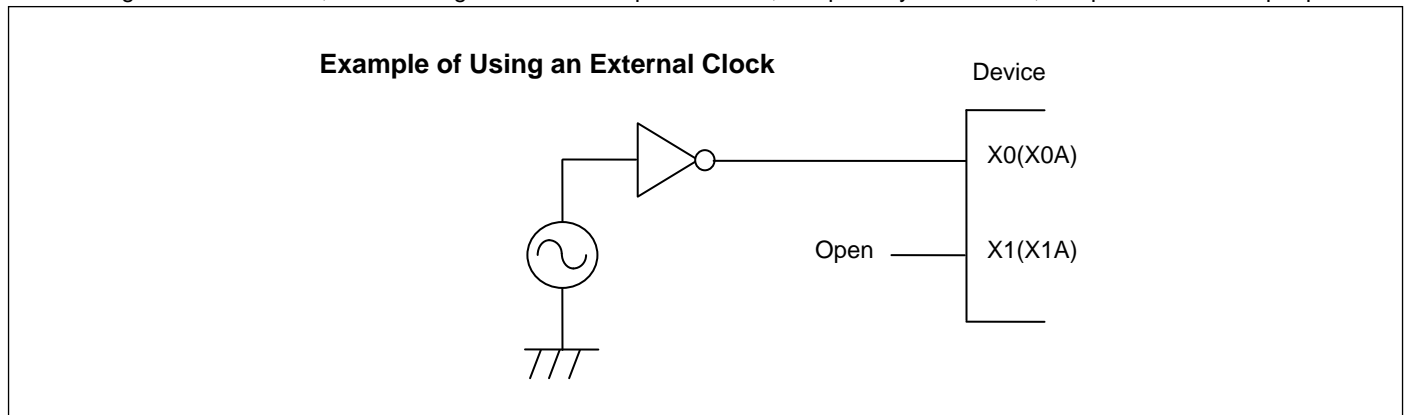 Example of Using an External Clock
Device
X0(X0A)
Open
X1(X1A)